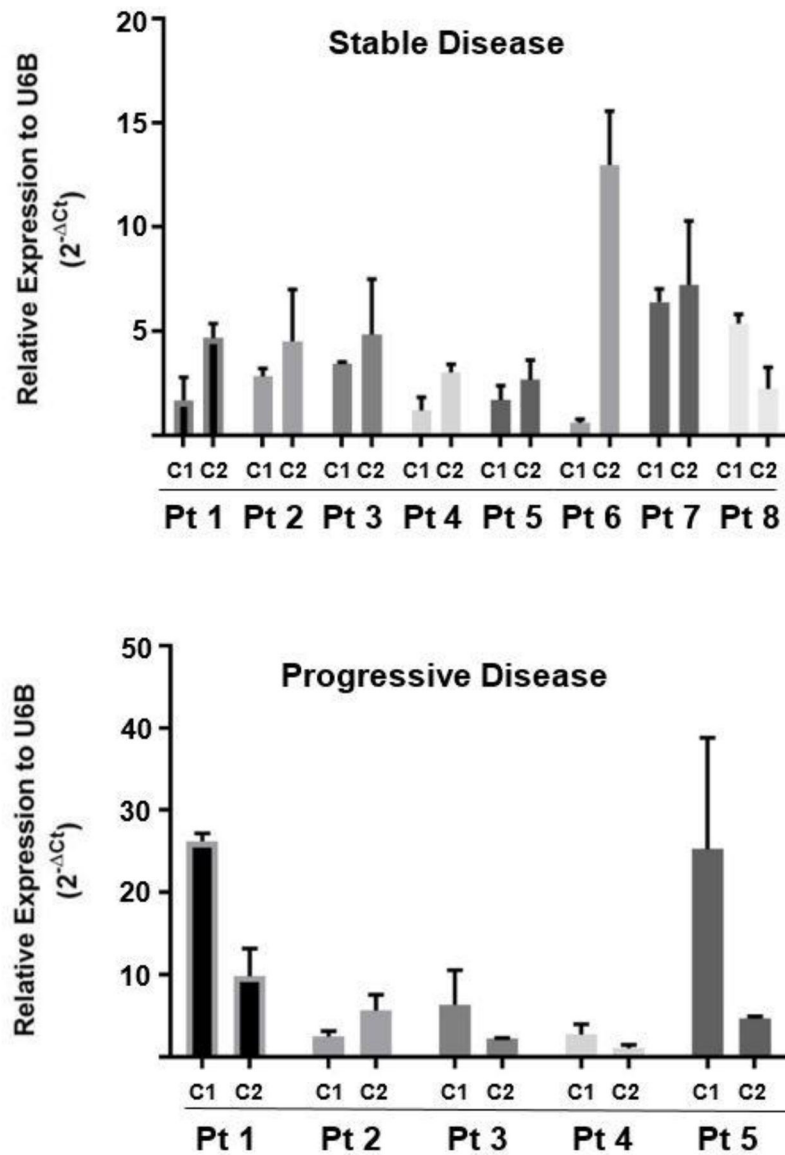 Stable Disease
Relative Expression to U6B
(2^-ΔCt)
20
15
10
5
C1 C2 C1 C2 C1 C2 C1 C2 C1 C2 C1 C2 C1 C2 C1 C2
Pt 1 Pt 2 Pt 3 Pt 4 Pt 5 Pt 6 Pt 7 Pt 8
Progressive Disease
Relative Expression to U6B
(2^-ΔCt)
50
40
30
20
10
C1 C2 C1 C2 C1 C2 C1 C2 C1 C2
Pt 1 Pt 2 Pt 3 Pt 4 Pt 5